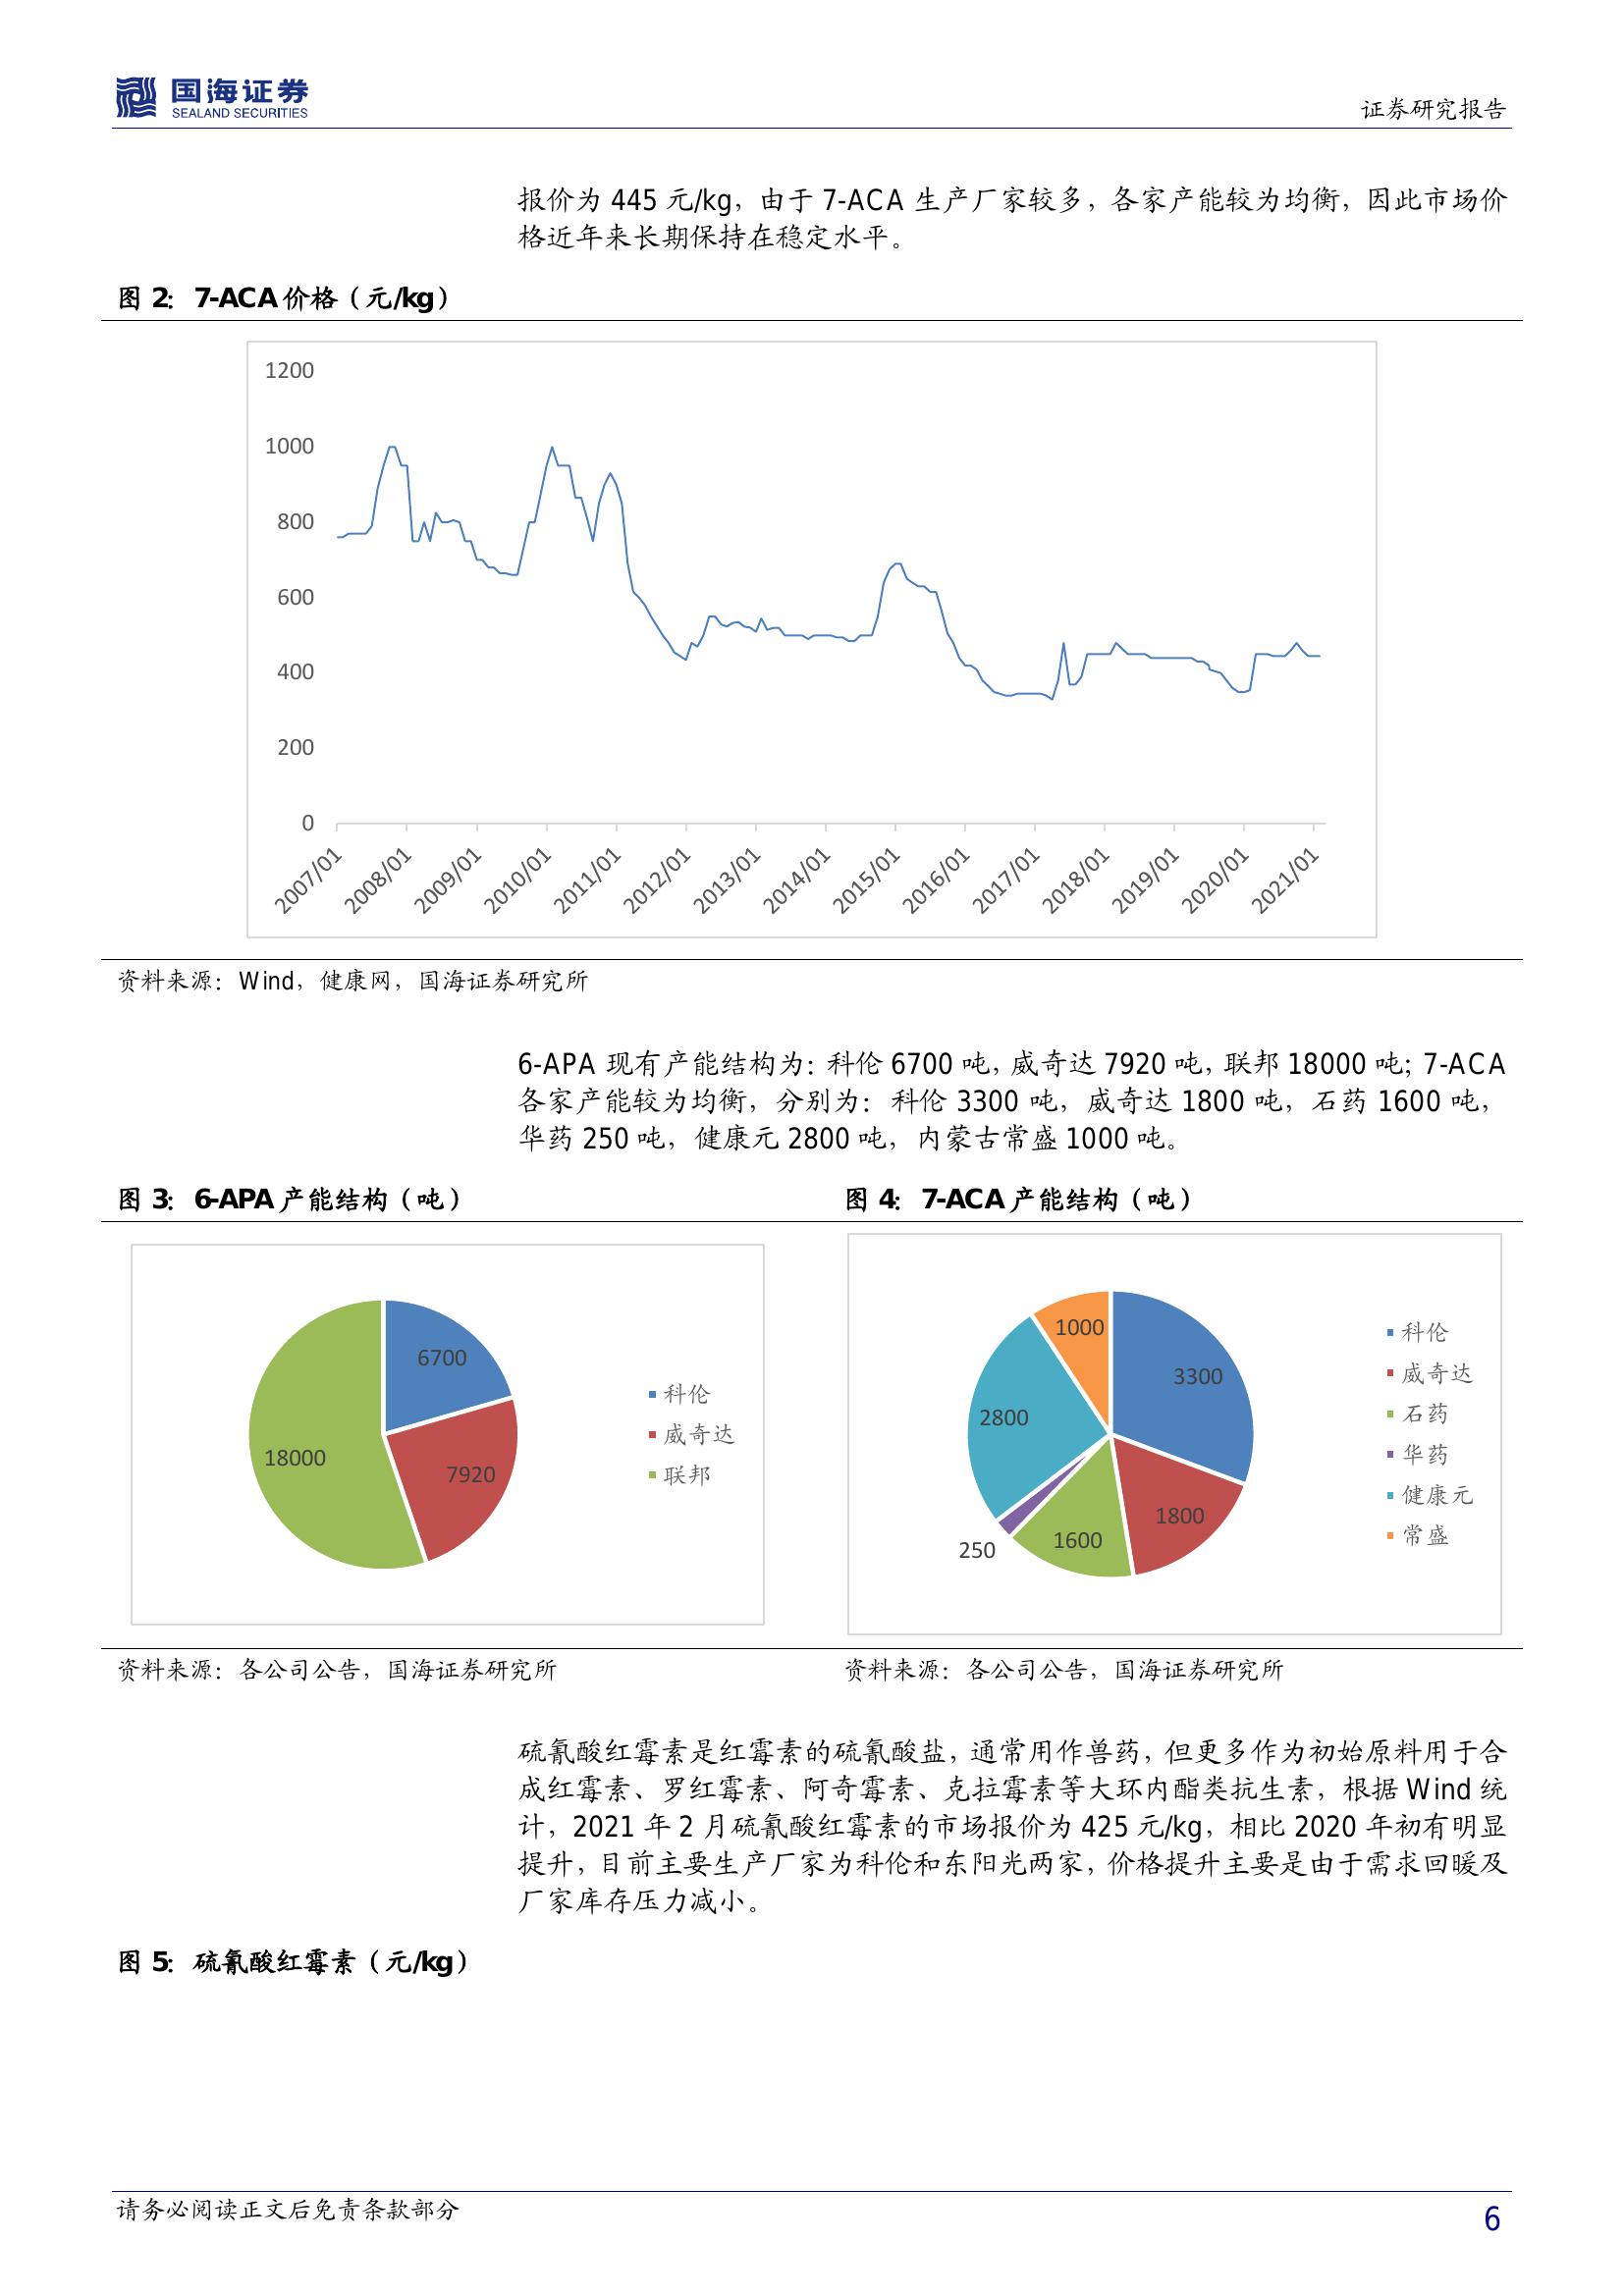 国海证券
SEALAND SECURITIES
证券研究报告
报价为 445 元/kg，由于 7-ACA 生产厂家较多，各家产能较为均衡，因此市场价
格近年来长期保持在稳定水平。
图 2：7-ACA 价格（元/kg）
1200
1000
800
600
400
200
0
2007/01
2008/01
2009/01
2010/01
2011/01
2012/01
2013/01
2014/01
2015/01
2016/01
2017/01
2018/01
2019/01
2020/01
2021/01
资料来源：Wind，健康网，国海证券研究所
6-APA 现有产能结构为：科伦 6700 吨，威奇达 7920 吨，联邦 18000 吨；7-ACA
各家产能较为均衡，分别为：科伦 3300 吨，威奇达 1800 吨，石药 1600 吨，
华药 250 吨，健康元 2800 吨，内蒙古常盛 1000 吨。
图 3：6-APA 产能结构（吨）
6700
7920
18000
科伦
威奇达
联邦
资料来源：各公司公告，国海证券研究所
图 4：7-ACA 产能结构（吨）
3300
1800
1600
250
2800
1000
科伦
威奇达
石药
华药
健康元
常盛
资料来源：各公司公告，国海证券研究所
硫氰酸红霉素是红霉素的硫氰酸盐，通常用作兽药，但更多作为初始原料用于合
成红霉素、罗红霉素、阿奇霉素、克拉霉素等大环内酯类抗生素，根据 Wind 统
计，2021 年 2 月硫氰酸红霉素的市场报价为 425 元/kg，相比 2020 年初有明显
提升，目前主要生产厂家为科伦和东阳光两家，价格提升主要是由于需求回暖及
厂家库存压力减小。
图 5：硫氰酸红霉素（元/kg）
请务必阅读正文后免责条款部分
6